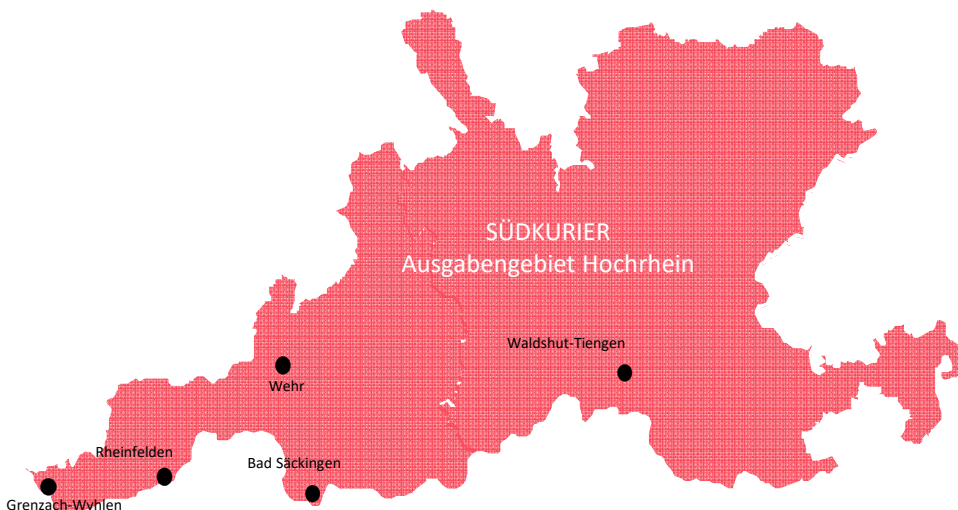 SÜDKURIER
Ausgabengebiet Hochrhein
Waldshut-Tiengen
Wehr
Rheinfelden
Bad Säckingen
Grenzach-Wyhlen